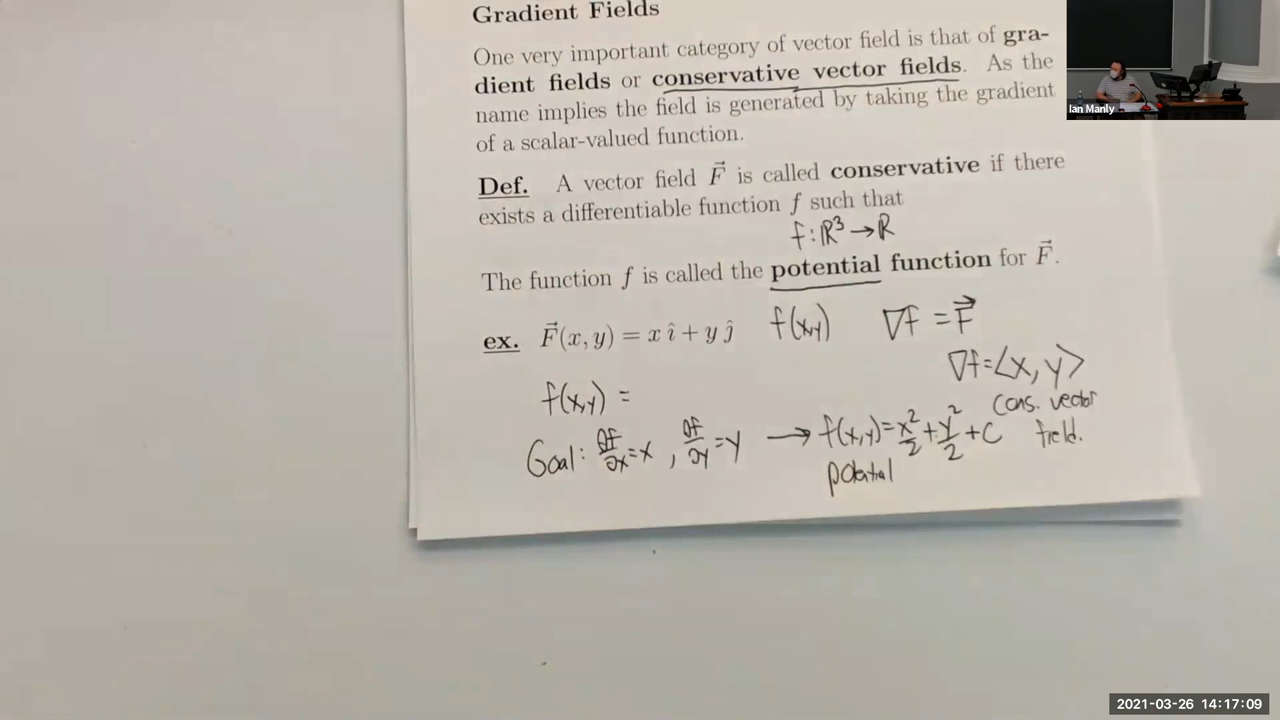 Gradient Fields
One very important category of vector field is that of gra-
dient fields or conservative vector fields. As the
name implies the field is generated by taking the gradient
of a scalar-valued function.
Def. A vector field F⃗ is called conservative if there
exists a differentiable function f such that
f: ℝ³ → ℝ
The function f is called the potential function for F⃗.
ex. F⃗(x, y) = x î + y ĵ f(x,y) ∇f = F⃗
∇f = ⟨x, y⟩
f(x,y) =
Cons. vector
field.
Goal: ∂f/∂x = x, ∂f/∂y = y → f(x,y) = x²/2 + y²/2 + C
potential
Ian Manly
2021-03-26 14:17:09